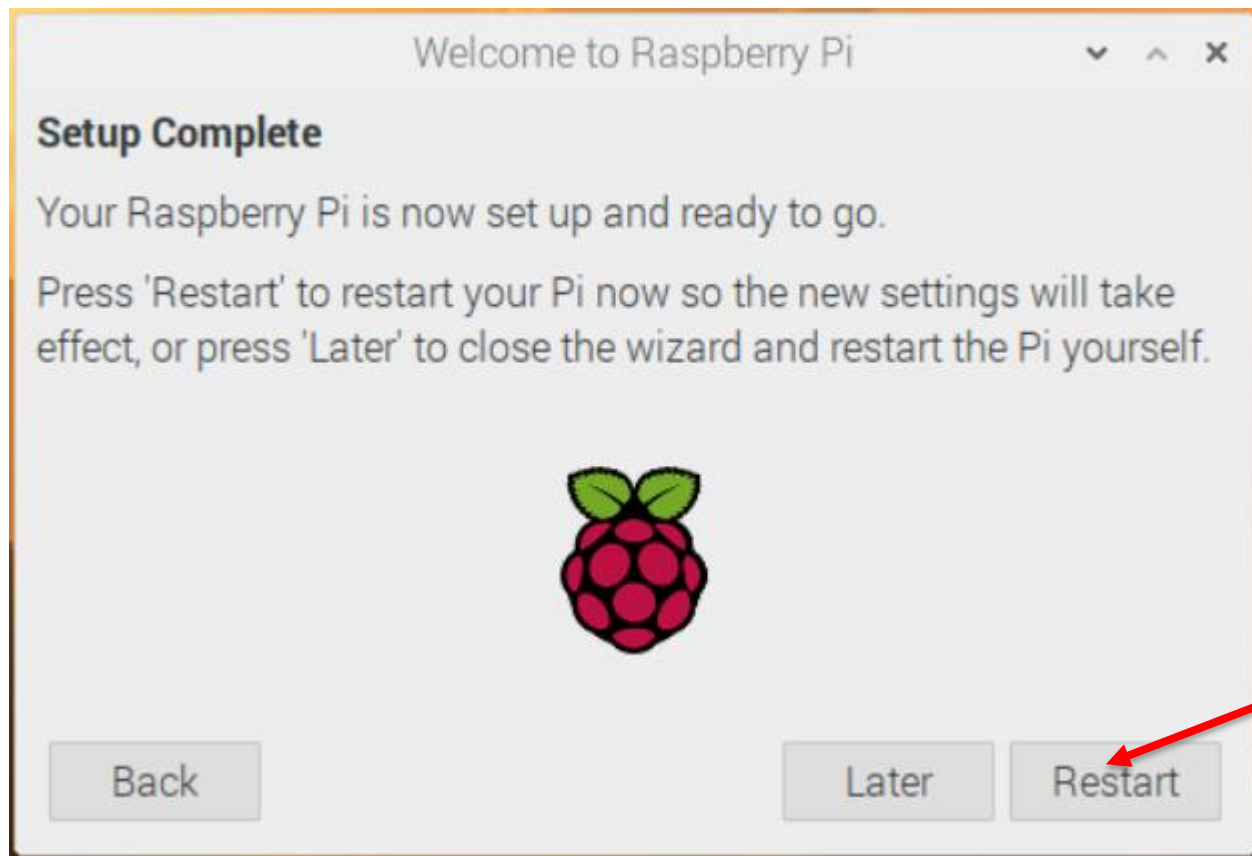 Welcome to Raspberry Pi
Setup Complete
Your Raspberry Pi is now set up and ready to go.
Press 'Restart' to restart your Pi now so the new settings will take
effect, or press 'Later' to close the wizard and restart the Pi yourself.
Back
Later
Restart